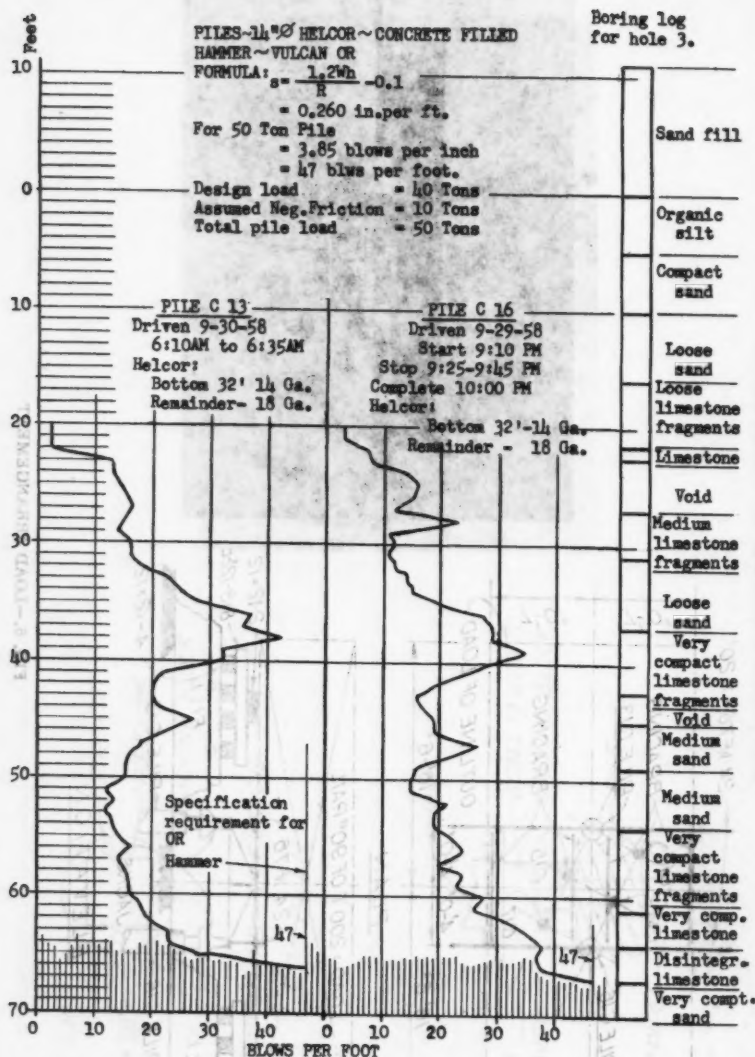 Feet
PILES~14"Ø HELCOR~CONCRETE FILLED
HAMMER~VULCAN OR
FORMULA: s= 1.2Wh / R -0.1
= 0.260 in.per ft.
For 50 Ton Pile
= 3.85 blows per inch
= 47 blws per foot.
Design load = 40 Tons
Assumed Neg.Friction = 10 Tons
Total pile load = 50 Tons
Boring log
for hole 3.
10
0
10
20
30
40
50
60
70
PILE C 13
Driven 9-30-58
6:10AM to 6:35AM
Helcor:
Bottom 32' 14 Ga.
Remainder- 18 Ga.
PILE C 16
Driven 9-29-58
Start 9:10 PM
Stop 9:25-9:45 PM
Complete 10:00 PM
Helcor:
Bottom 32'-14 Ga.
Remainder - 18 Ga.
Specification
requirement for
OR
Hammer
47
47
Sand fill
Organic
silt
Compact
sand
Loose
sand
Loose
limestone
fragments
Limestone
Void
Medium
limestone
fragments
Loose
sand
Very
compact
limestone
fragments
Void
Medium
sand
Medium
sand
Very
compact
limestone
fragments
Very comp.
limestone
Disintegr.
limestone
Very compt.
sand
0 10 20 30 40 0 10 20 30 40
BLOWS PER FOOT